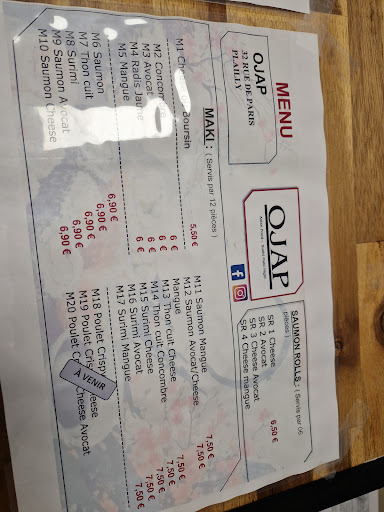 MENU
OJAP
32 RUE DE PARIS
PLAILEY
OJAP
SAUMON ROLLS : ( Servis par 06
pièces )
SR 1 Cheese
SR 2 Avocat
SR 3 Cheese Avocat
SR 4 Cheese mangue
6,50 €
MAKI : ( Servis par 12 pièces )
M1 Boursin 5,50 €
M2 Concombre 6 €
M3 Avocat 6 €
M4 Radis Jaune 6 €
M5 Mangue 6 €
M6 Saumon 6,90 €
M7 Thon cuit 6,90 €
M8 Surimi 6,90 €
M9 Saumon Avocat 6,90 €
M10 Saumon Cheese 6,90 €
M11 Saumon Mangue 7,50 €
M12 Saumon Avocat/Cheese 7,50 €
Mangue
M13 Thon cuit Cheese 7,50 €
M14 Thon cuit Concombre 7,50 €
M15 Surimi Cheese 7,50 €
M16 Surimi Avocat 7,50 €
M17 Surimi Mangue 7,50 €
M18 Poulet Crispy
M19 Poulet Crispy Cheese
M20 Poulet Cheese Avocat
À VENIR